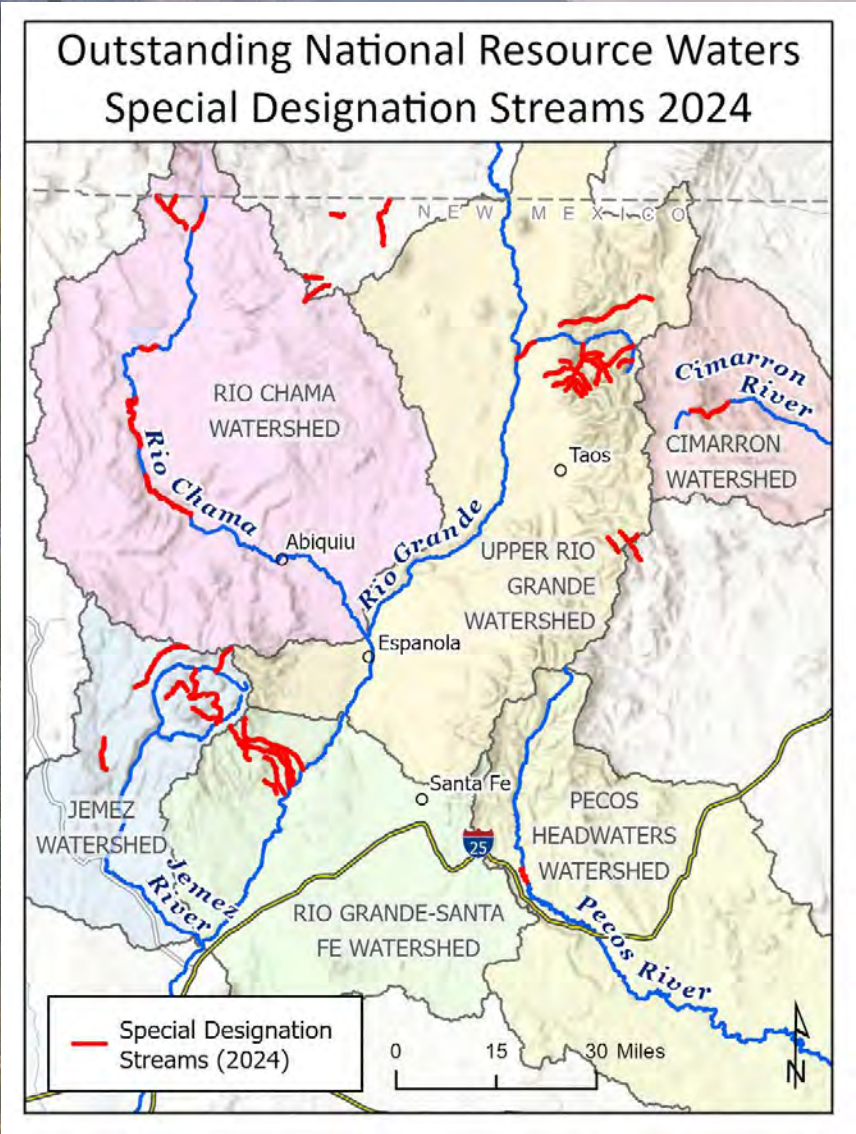 Outstanding National Resource Waters
Special Designation Streams 2024
NEW MEXICO
Cimarron
River
RIO CHAMA
WATERSHED
CIMARRON
WATERSHED
Taos
Rio Chama
Rio Grande
Abiquiu
UPPER RIO
GRANDE
WATERSHED
Espanola
Santa Fe
JEMEZ
WATERSHED
PECOS
HEADWATERS
WATERSHED
25
Jemez
River
RIO GRANDE-SANTA
FE WATERSHED
Pecos River
Special Designation
Streams (2024)
0 15 30 Miles
N